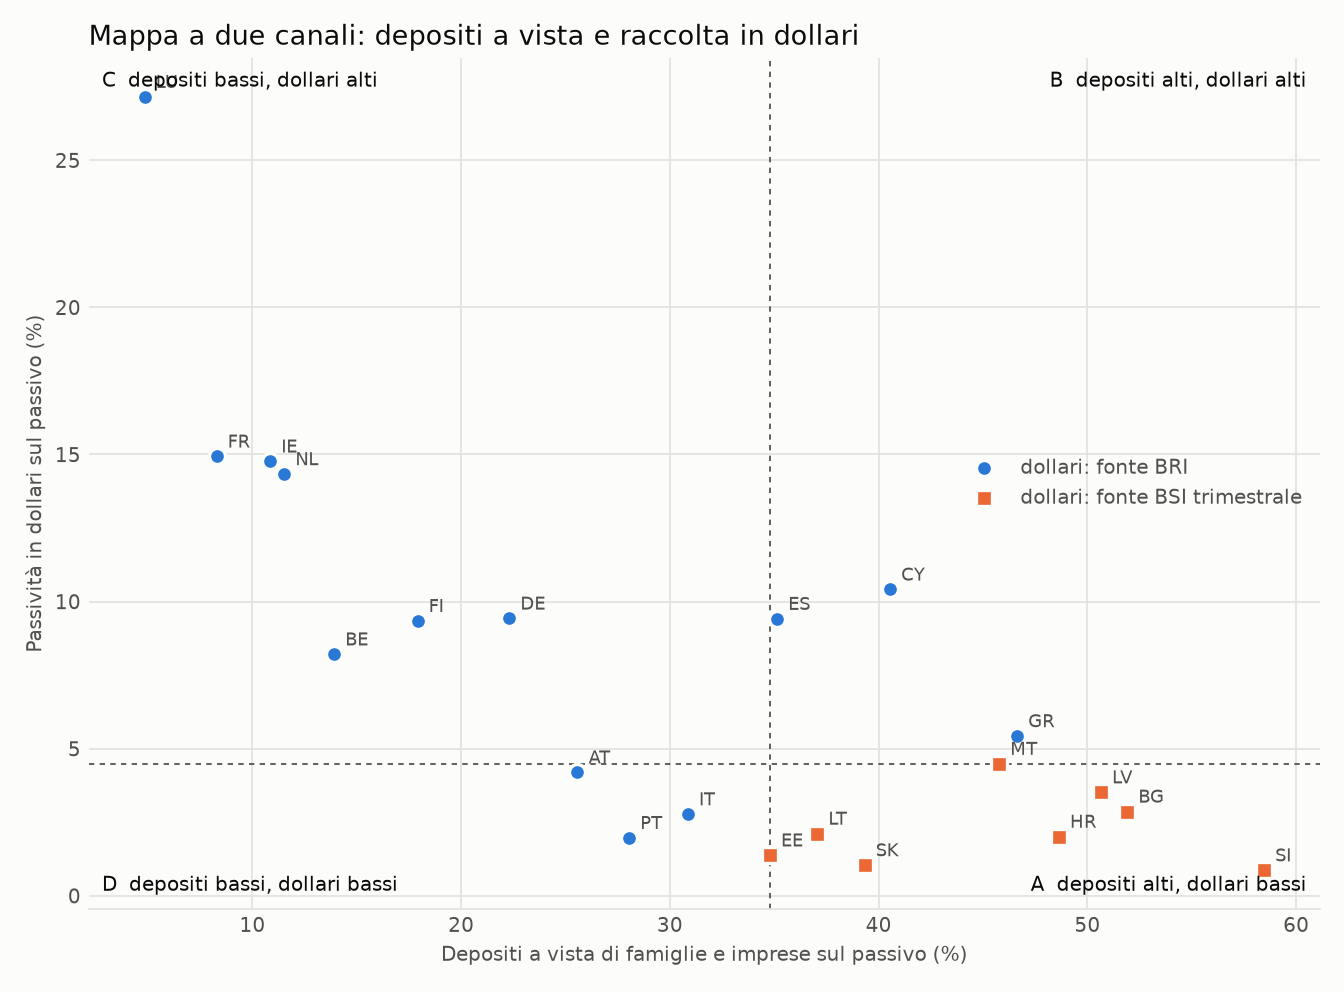 Mappa a due canali: depositi a vista e raccolta in dollari
C depositi bassi, dollari alti
B depositi alti, dollari alti
LU
25
20
15
10
5
0
Passività in dollari sul passivo (%)
FR
IE
NL
dollari: fonte BRI
dollari: fonte BSI trimestrale
CY
DE
ES
FI
BE
GR
MT
AT
LV
IT
BG
LT
PT
HR
EE
SK
SI
D depositi bassi, dollari bassi
A depositi alti, dollari bassi
10 20 30 40 50 60
Depositi a vista di famiglie e imprese sul passivo (%)